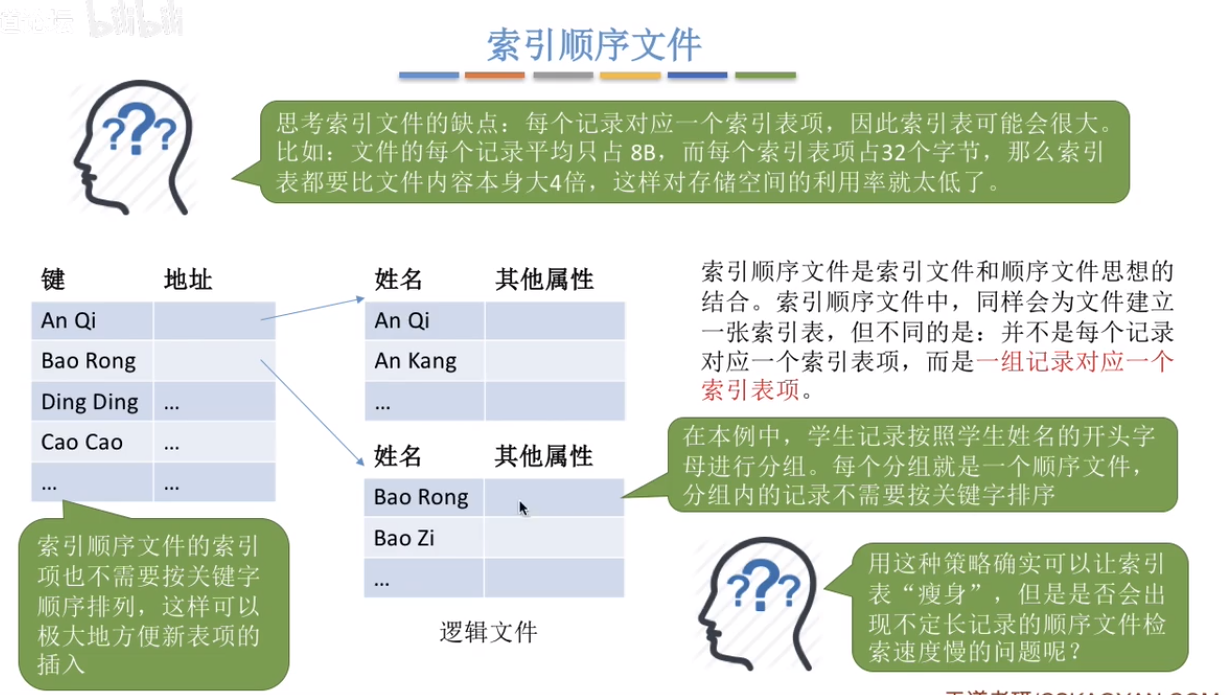 bilibili
索引顺序文件
思考索引文件的缺点：每个记录对应一个索引表项，因此索引表可能会很大。
比如：文件的每个记录平均只占 8B，而每个索引表项占32个字节，那么索引
表都要比文件内容本身大4倍，这样对存储空间的利用率就太低了。
???
键 地址
An Qi
Bao Rong
Ding Ding ...
Cao Cao ...
... ...
姓名 其他属性
An Qi
An Kang
...
姓名 其他属性
Bao Rong
Bao Zi
...
逻辑文件
索引顺序文件是索引文件和顺序文件思想的
结合。索引顺序文件中，同样会为文件建立
一张索引表，但不同的是：并不是每个记录
对应一个索引表项，而是一组记录对应一个
索引表项。
在本例中，学生记录按照学生姓名的开头字
母进行分组。每个分组就是一个顺序文件，
分组内的记录不需要按关键字排序
索引顺序文件的索引
项也不需要按关键字
顺序排列，这样可以
极大地方便新表项的
插入
???
用这种策略确实可以让索引
表“瘦身”，但是是否会出
现不定长记录的顺序文件检
索速度慢的问题呢？